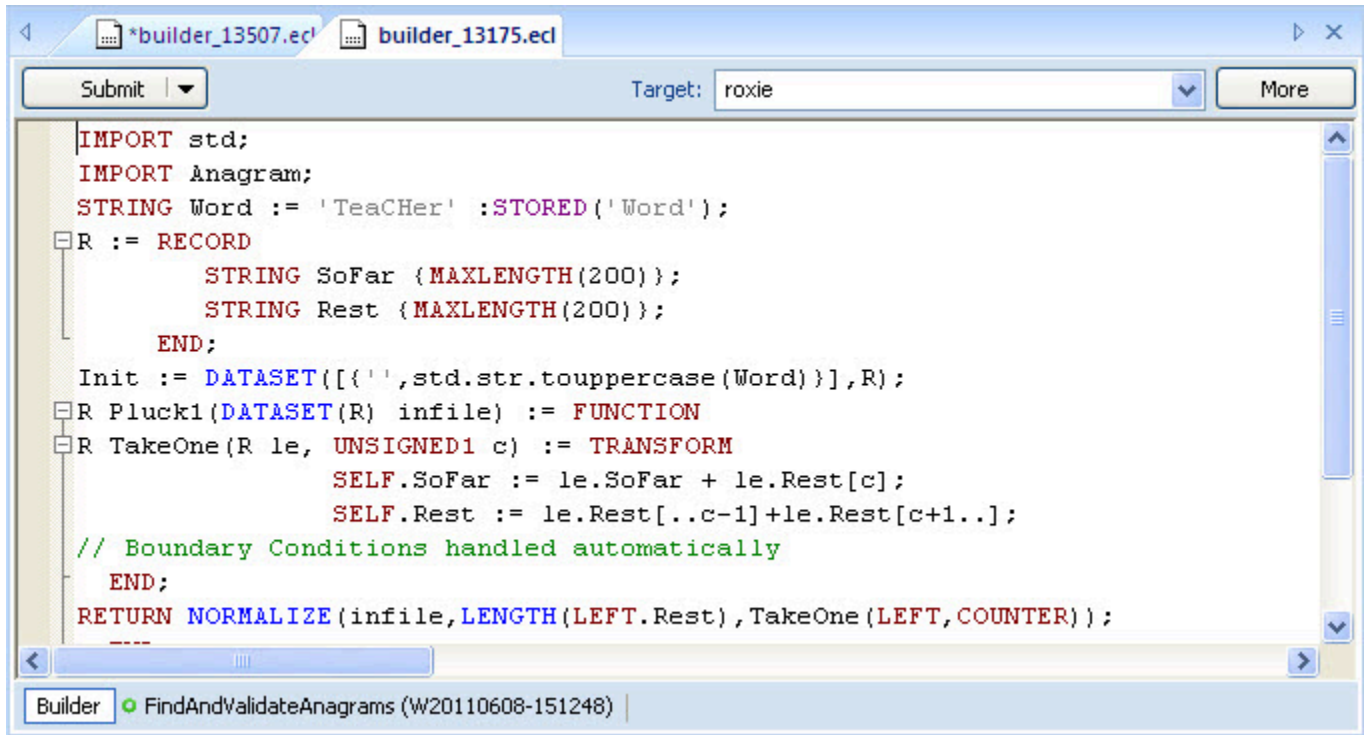 *builder_13507.ecl builder_13175.ecl
Submit Target: roxie More
IMPORT std;
IMPORT Anagram;
STRING Word := 'TeaCHer' :STORED('Word');
R := RECORD
STRING SoFar {MAXLENGTH(200)};
STRING Rest {MAXLENGTH(200)};
END;
Init := DATASET([{'',std.str.touppercase(Word)}],R);
R Pluck1(DATASET(R) infile) := FUNCTION
R TakeOne(R le, UNSIGNED1 c) := TRANSFORM
SELF.SoFar := le.SoFar + le.Rest[c];
SELF.Rest := le.Rest[..c-1]+le.Rest[c+1..];
// Boundary Conditions handled automatically
END;
RETURN NORMALIZE(infile,LENGTH(LEFT.Rest),TakeOne(LEFT,COUNTER));
Builder FindAndValidateAnagrams (W20110608-151248)